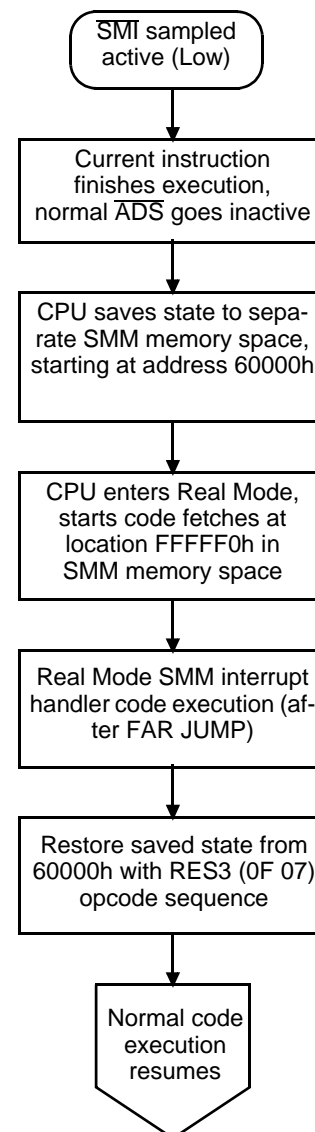 SMI sampled
active (Low)
Current instruction
finishes execution,
normal ADS goes inactive
CPU saves state to sepa-
rate SMM memory space,
starting at address 60000h
CPU enters Real Mode,
starts code fetches at
location FFFFF0h in
SMM memory space
Real Mode SMM interrupt
handler code execution (af-
ter FAR JUMP)
Restore saved state from
60000h with RES3 (0F 07)
opcode sequence
Normal code
execution
resumes